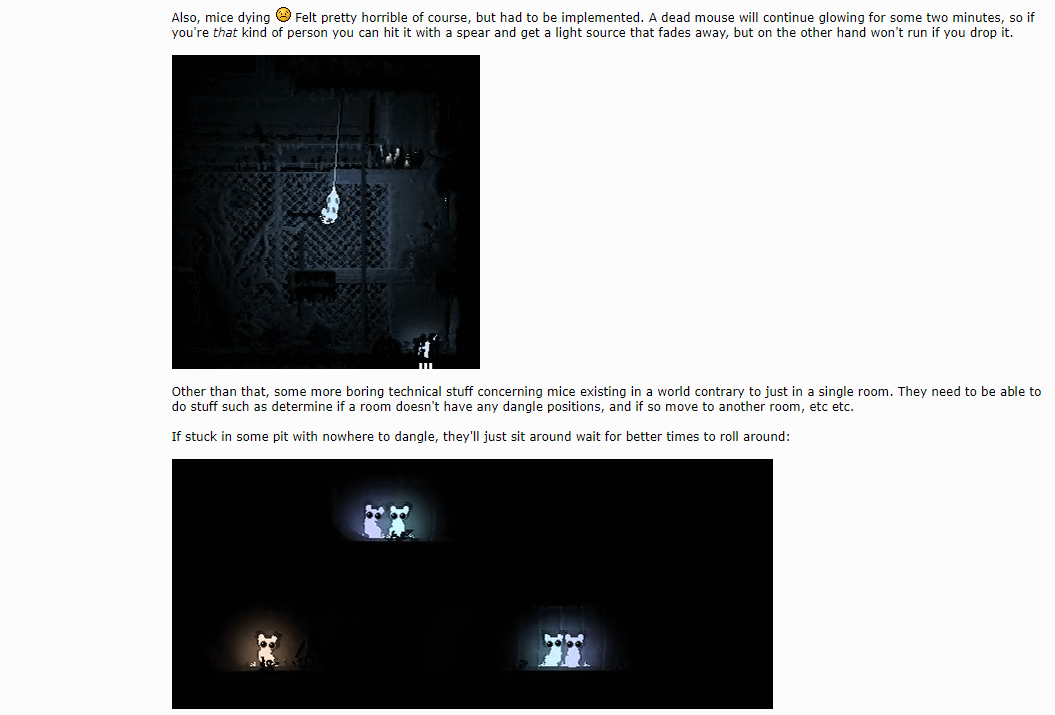 Also, mice dying Felt pretty horrible of course, but had to be implemented. A dead mouse will continue glowing for some two minutes, so if
you're that kind of person you can hit it with a spear and get a light source that fades away, but on the other hand won't run if you drop it.
Other than that, some more boring technical stuff concerning mice existing in a world contrary to just in a single room. They need to be able to
do stuff such as determine if a room doesn't have any dangle positions, and if so move to another room, etc etc.
If stuck in some pit with nowhere to dangle, they'll just sit around wait for better times to roll around: